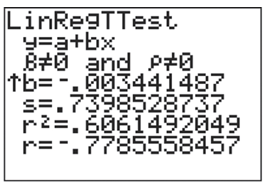 LinRegTTest
y=a+bx
β≠0 and ρ≠0
↑b=-.003441487
s=.7398528737
r²=.6061492049
r=-.7785558457